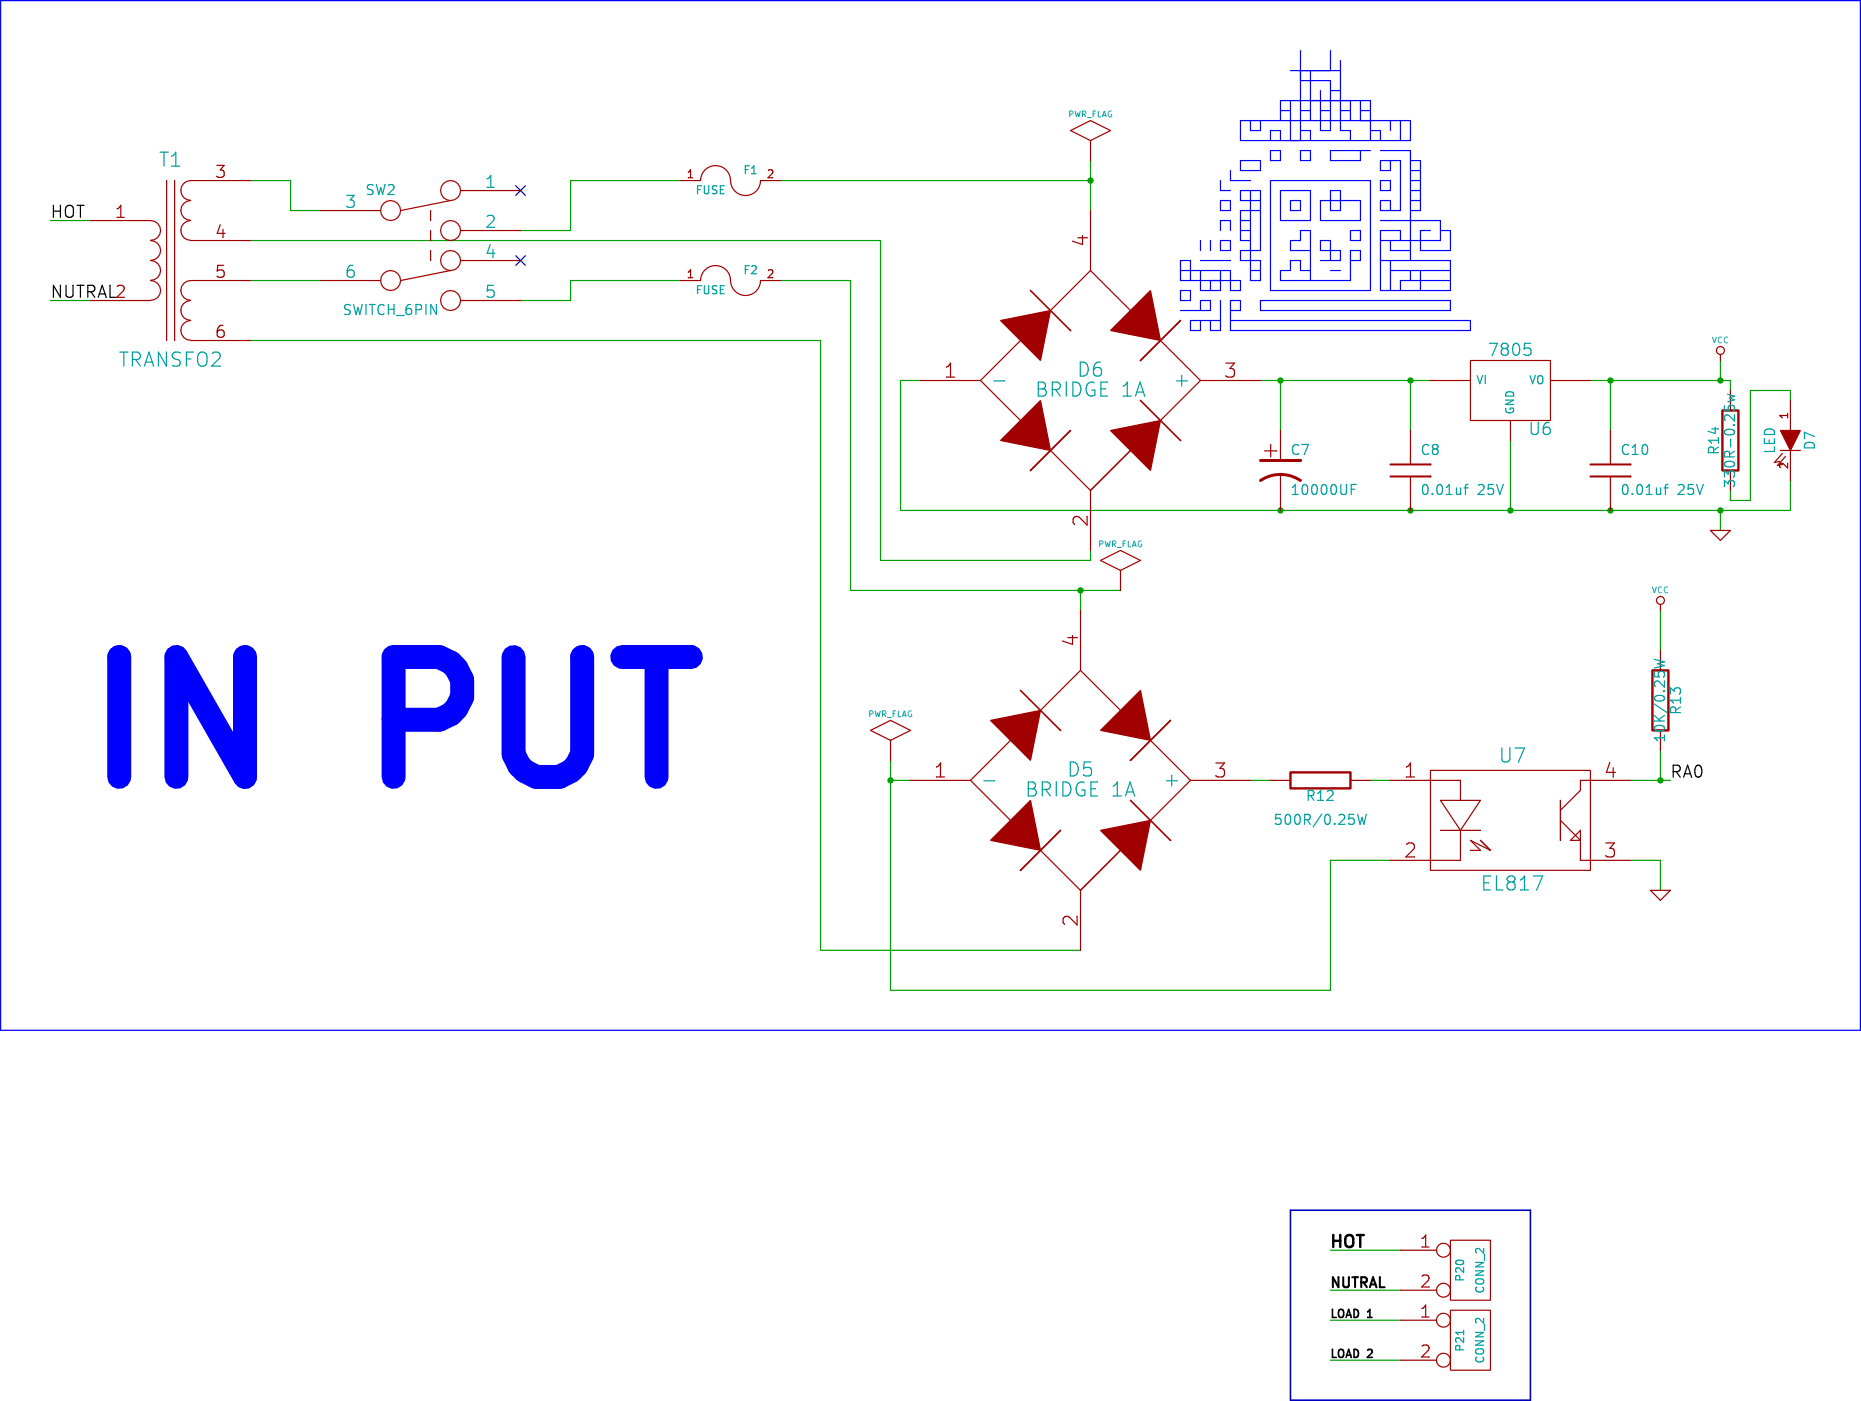 PWR_FLAG
T1
3
HOT
1
4
5
NUTRAL
2
6
TRANSFO2
SW2
3
1
2
4
6
5
SWITCH_6PIN
1
F1
2
FUSE
1
F2
2
FUSE
4
1
−
D6
BRIDGE 1A
+
3
2
7805
VI
VO
GND
U6
VCC
+
C7
10000UF
C8
0.01uf 25V
C10
0.01uf 25V
R14
330R-0.25W
LED
1
2
D7
PWR_FLAG
IN PUT
PWR_FLAG
4
1
−
D5
BRIDGE 1A
+
3
2
R12
500R/0.25W
U7
1
2
4
3
EL817
VCC
10K/0.25W
R13
RA0
HOT
1
NUTRAL
2
P20
CONN_2
LOAD 1
1
LOAD 2
2
P21
CONN_2